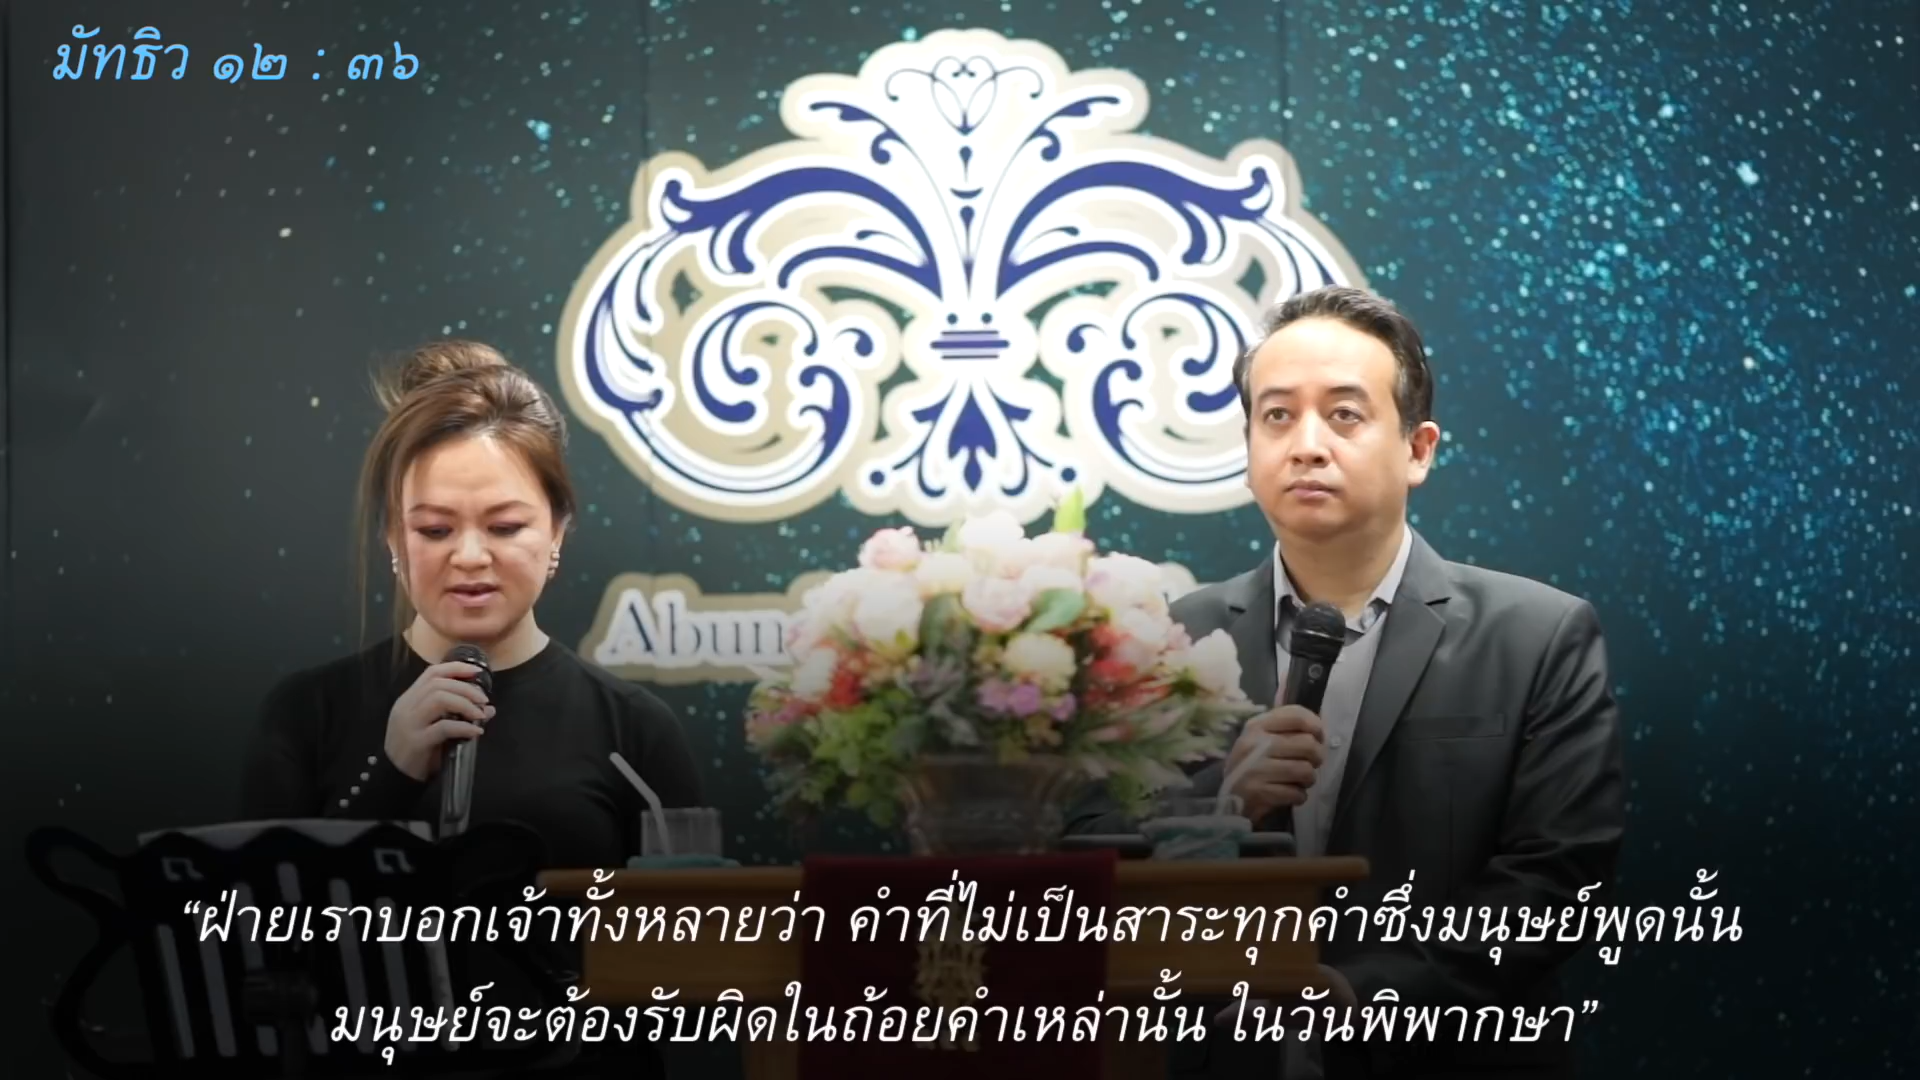 มัทธิว ๑๒ : ๓๖
“ฝ่ายเราบอกเจ้าทั้งหลายว่า คำที่ไม่เป็นสาระทุกคำซึ่งมนุษย์พูดนั้น
มนุษย์จะต้องรับผิดในถ้อยคำเหล่านั้น ในวันพิพากษา”